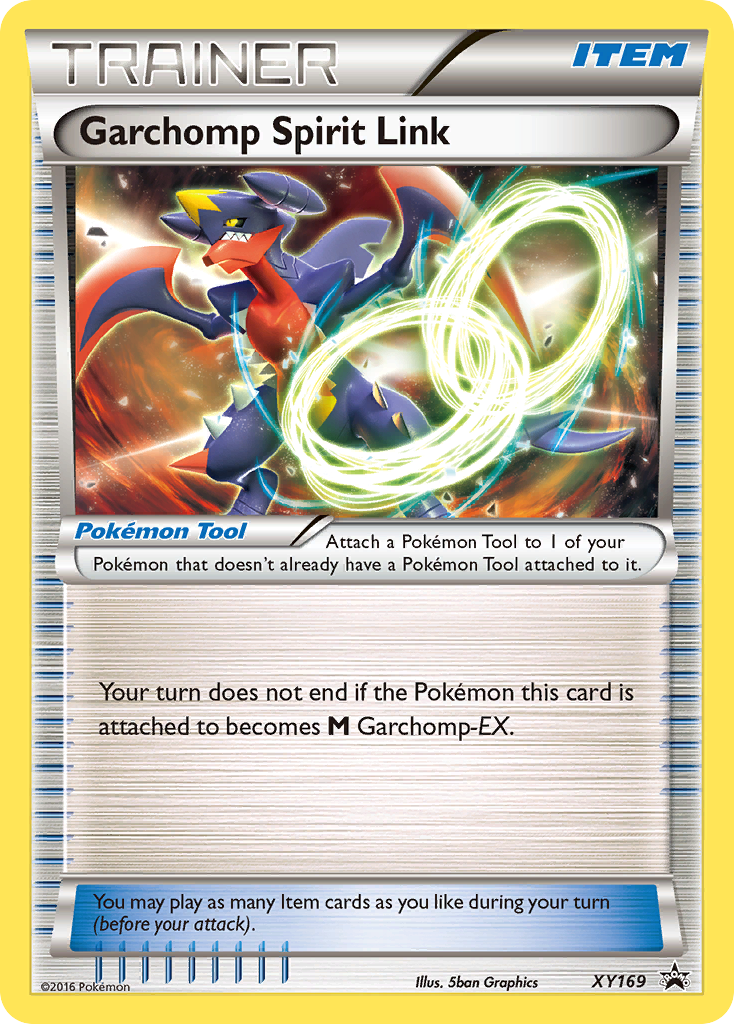 TRAINER
ITEM
Garchomp Spirit Link
Pokémon Tool
Attach a Pokémon Tool to 1 of your
Pokémon that doesn't already have a Pokémon Tool attached to it.
Your turn does not end if the Pokémon this card is
attached to becomes M Garchomp-EX.
You may play as many Item cards as you like during your turn
(before your attack).
©2016 Pokémon
Illus. 5ban Graphics
XY169
PROMO